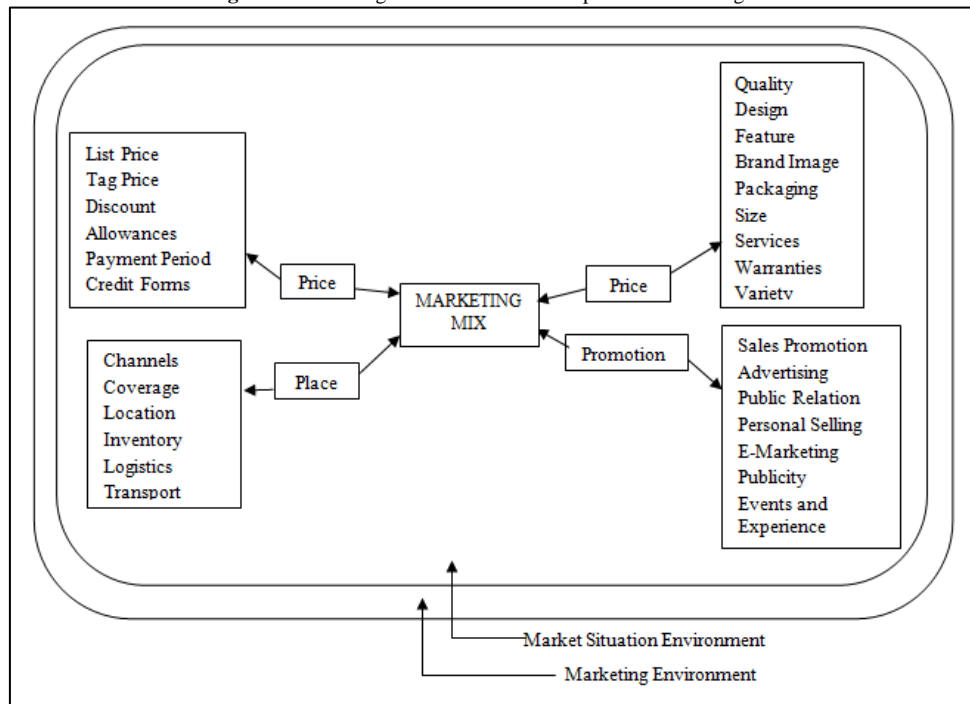 List Price
Tag Price
Discount
Allowances
Payment Period
Credit Forms
Price
Channels
Coverage
Location
Inventory
Logistics
Transport
Place
MARKETING
MIX
Price
Quality
Design
Feature
Brand Image
Packaging
Size
Services
Warranties
Variety
Promotion
Sales Promotion
Advertising
Public Relation
Personal Selling
E-Marketing
Publicity
Events and
Experience
Market Situation Environment
Marketing Environment